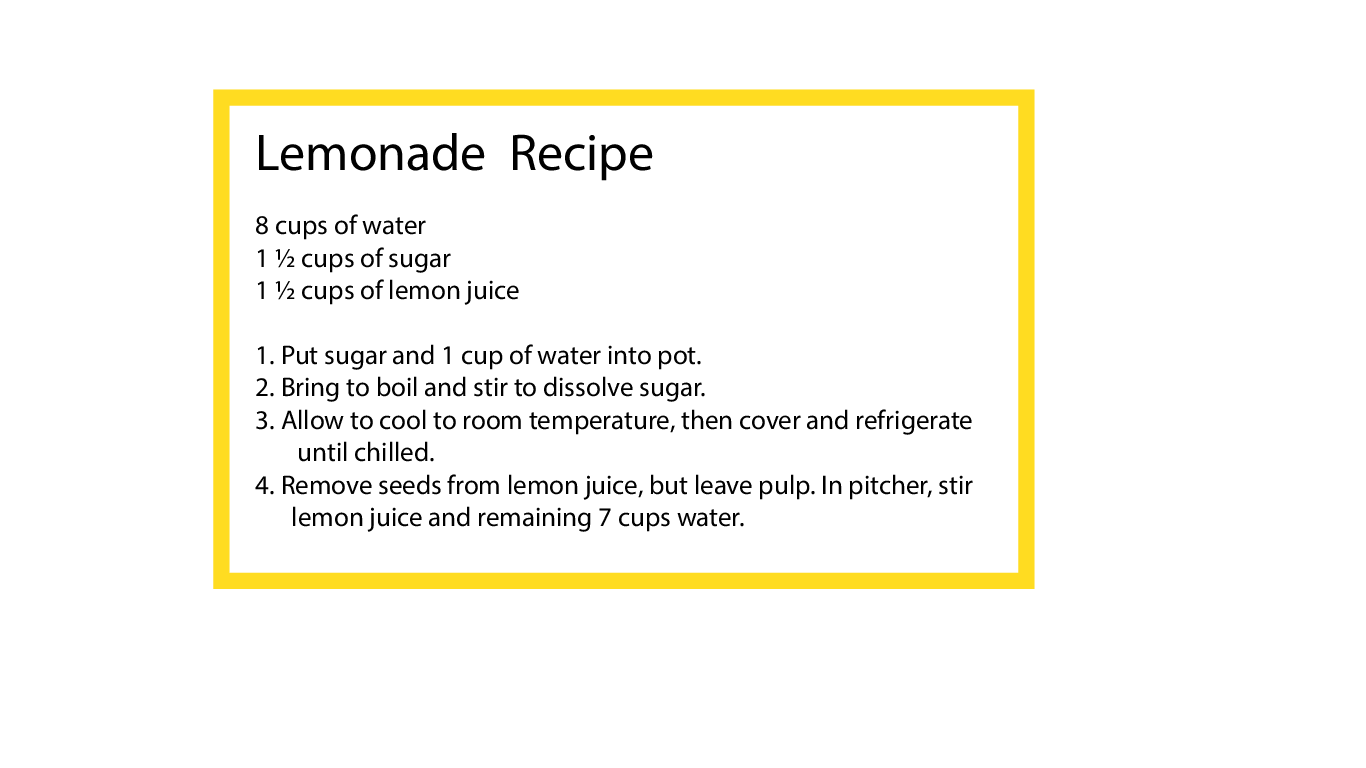 Lemonade Recipe
8 cups of water
1 ½ cups of sugar
1 ½ cups of lemon juice
1. Put sugar and 1 cup of water into pot.
2. Bring to boil and stir to dissolve sugar.
3. Allow to cool to room temperature, then cover and refrigerate
until chilled.
4. Remove seeds from lemon juice, but leave pulp. In pitcher, stir
lemon juice and remaining 7 cups water.